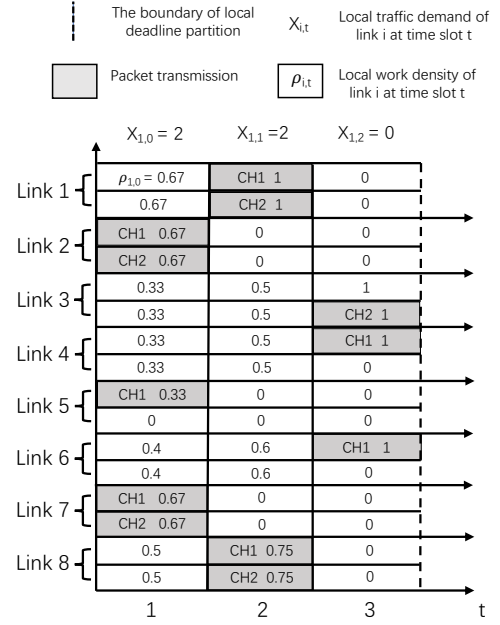 The boundary of local
deadline partition
X_{i,t}
Local traffic demand of
link i at time slot t
Packet transmission
ρ_{i,t}
Local work density of
link i at time slot t
X_{1,0} = 2 X_{1,1} =2 X_{1,2} = 0
Link 1
ρ_{1,0} = 0.67 CH1 1 0
0.67 CH2 1 0
Link 2
CH1 0.67 0 0
CH2 0.67 0 0
Link 3
0.33 0.5 1
0.33 0.5 CH2 1
Link 4
0.33 0.5 CH1 1
0.33 0.5 0
Link 5
CH1 0.33 0 0
0 0 0
Link 6
0.4 0.6 CH1 1
0.4 0.6 0
Link 7
CH1 0.67 0 0
CH2 0.67 0 0
Link 8
0.5 CH1 0.75 0
0.5 CH2 0.75 0
1 2 3 t